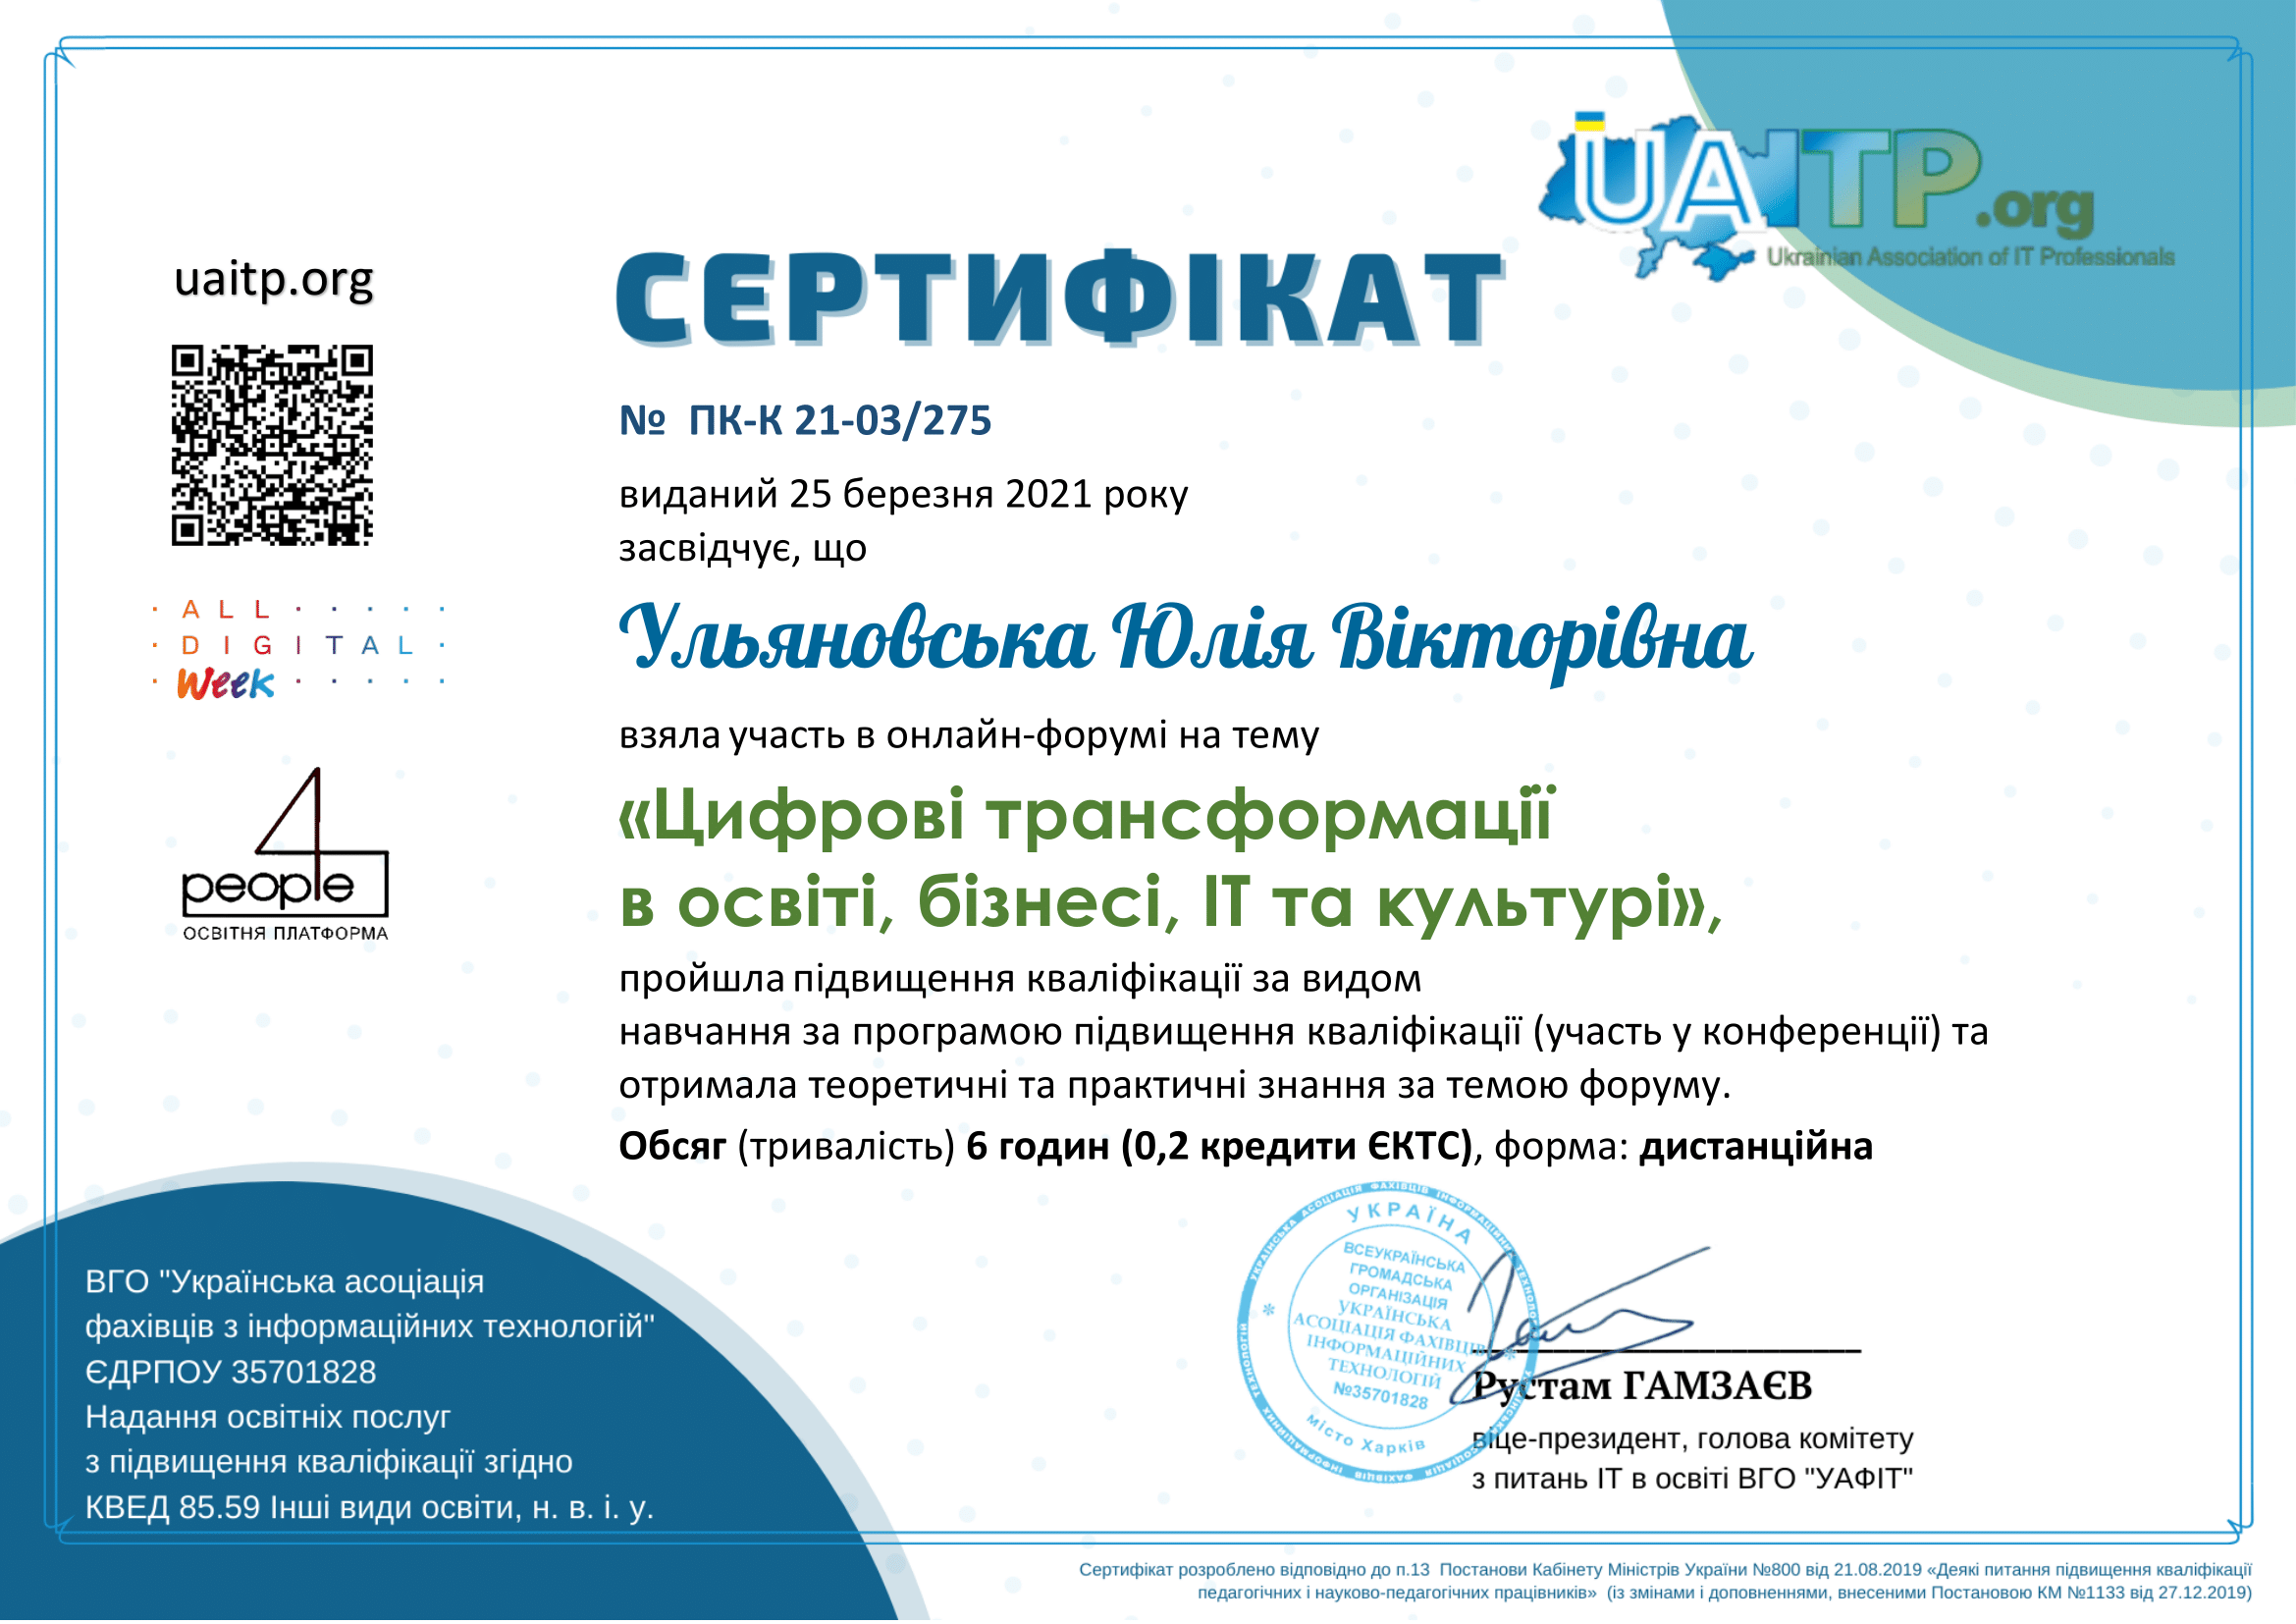 UAITP.org
Ukrainian Association of IT Professionals
uaitp.org
СЕРТИФІКАТ
№ ПК-К 21-03/275
виданий 25 березня 2021 року
засвідчує, що
ALL
DIGITAL
Week
Ульяновська Юлія Вікторівна
взяла участь в онлайн-форумі на тему
4
people
ОСВІТНЯ ПЛАТФОРМА
«Цифрові трансформації
в освіті, бізнесі, ІТ та культурі»,
пройшла підвищення кваліфікації за видом
навчання за програмою підвищення кваліфікації (участь у конференції) та
отримала теоретичні та практичні знання за темою форуму.
Обсяг (тривалість) 6 годин (0,2 кредити ЄКТС), форма: дистанційна
УКРАЇНА
ВСЕУКРАЇНСЬКА
ГРОМАДСЬКА
ОРГАНІЗАЦІЯ
УКРАЇНСЬКА
АСОЦІАЦІЯ ФАХІВЦІВ
ІНФОРМАЦІЙНИХ
ТЕХНОЛОГІЙ
№35701828
місто Харків
УКРАЇНСЬКА АСОЦІАЦІЯ ФАХІВЦІВ ІНФОРМАЦІЙНИХ ТЕХНОЛОГІЙ
Рустам ГАМЗАЄВ
віце-президент, голова комітету
з питань ІТ в освіті ВГО "УАФІТ"
ВГО "Українська асоціація
фахівців з інформаційних технологій"
ЄДРПОУ 35701828
Надання освітніх послуг
з підвищення кваліфікації згідно
КВЕД 85.59 Інші види освіти, н. в. і. у.
Сертифікат розроблено відповідно до п.13 Постанови Кабінету Міністрів України №800 від 21.08.2019 «Деякі питання підвищення кваліфікації
педагогічних і науково-педагогічних працівників» (із змінами і доповненнями, внесеними Постановою КМ №1133 від 27.12.2019)